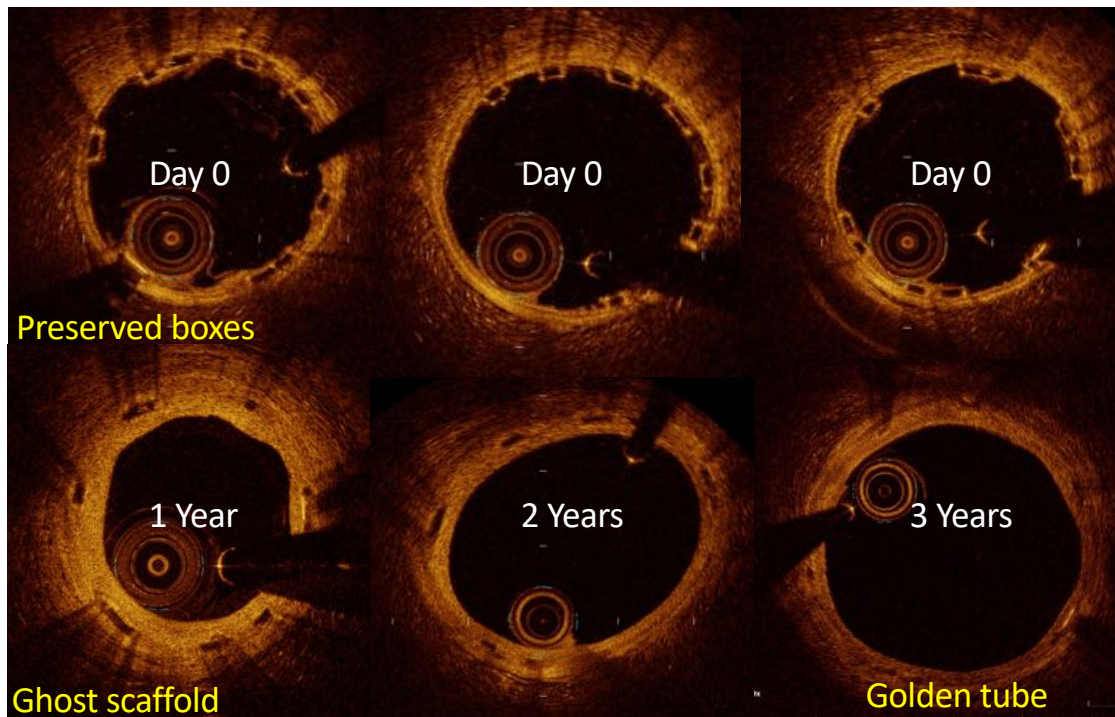 Day 0
Day 0
Day 0
Preserved boxes
1 Year
2 Years
3 Years
Ghost scaffold
Golden tube